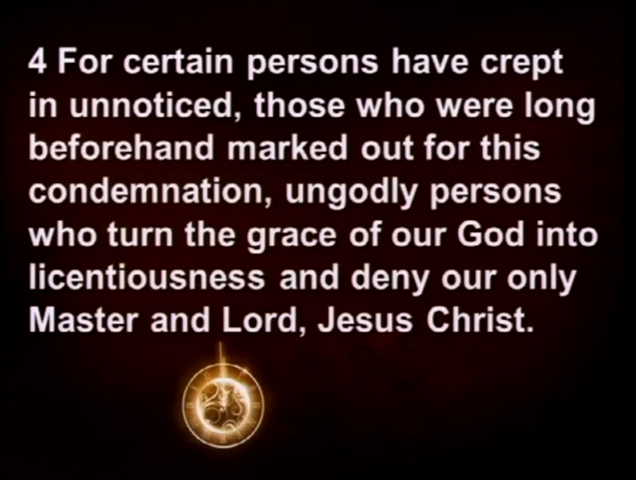 4 For certain persons have crept
in unnoticed, those who were long
beforehand marked out for this
condemnation, ungodly persons
who turn the grace of our God into
licentiousness and deny our only
Master and Lord, Jesus Christ.